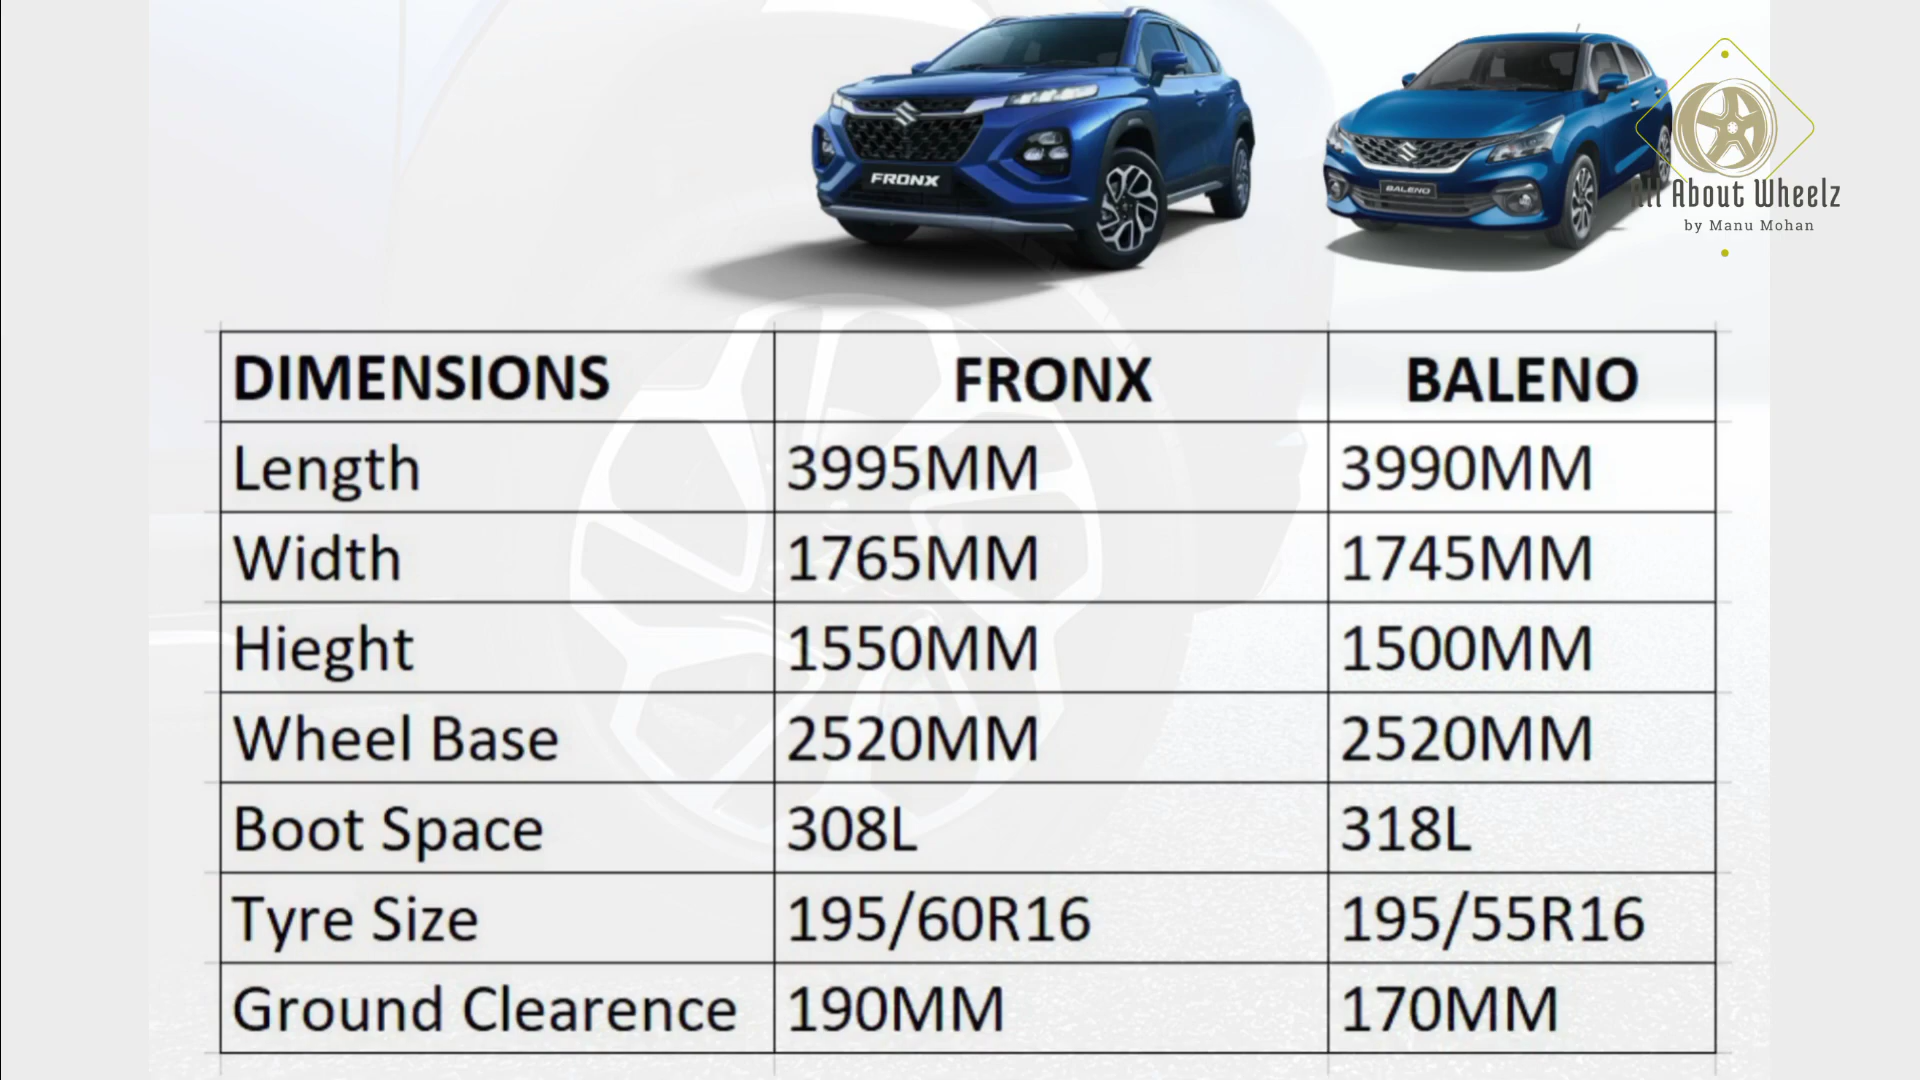 FRONX
BALENO
All About Wheelz
by Manu Mohan
DIMENSIONS FRONX BALENO
Length 3995MM 3990MM
Width 1765MM 1745MM
Hieght 1550MM 1500MM
Wheel Base 2520MM 2520MM
Boot Space 308L 318L
Tyre Size 195/60R16 195/55R16
Ground Clearence 190MM 170MM